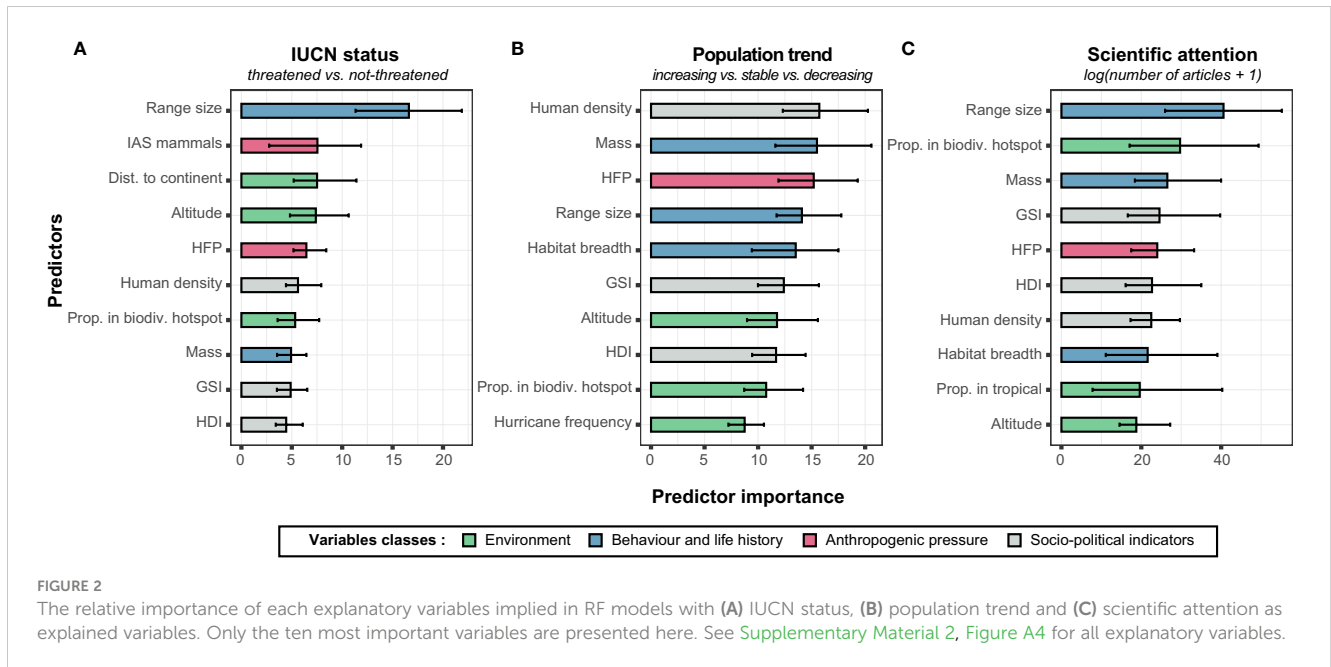 A
IUCN status
threatened vs. not-threatened
Predictors
Range size
IAS mammals
Dist. to continent
Altitude
HFP
Human density
Prop. in biodiv. hotspot
Mass
GSI
HDI
0 5 10 15 20
B
Population trend
increasing vs. stable vs. decreasing
Human density
Mass
HFP
Range size
Habitat breadth
GSI
Altitude
HDI
Prop. in biodiv. hotspot
Hurricane frequency
0 5 10 15 20
C
Scientific attention
log(number of articles + 1)
Range size
Prop. in biodiv. hotspot
Mass
GSI
HFP
HDI
Human density
Habitat breadth
Prop. in tropical
Altitude
0 20 40
Predictor importance
Variables classes : Environment Behaviour and life history Anthropogenic pressure Socio-political indicators
FIGURE 2
The relative importance of each explanatory variables implied in RF models with (A) IUCN status, (B) population trend and (C) scientific attention as
explained variables. Only the ten most important variables are presented here. See Supplementary Material 2, Figure A4 for all explanatory variables.